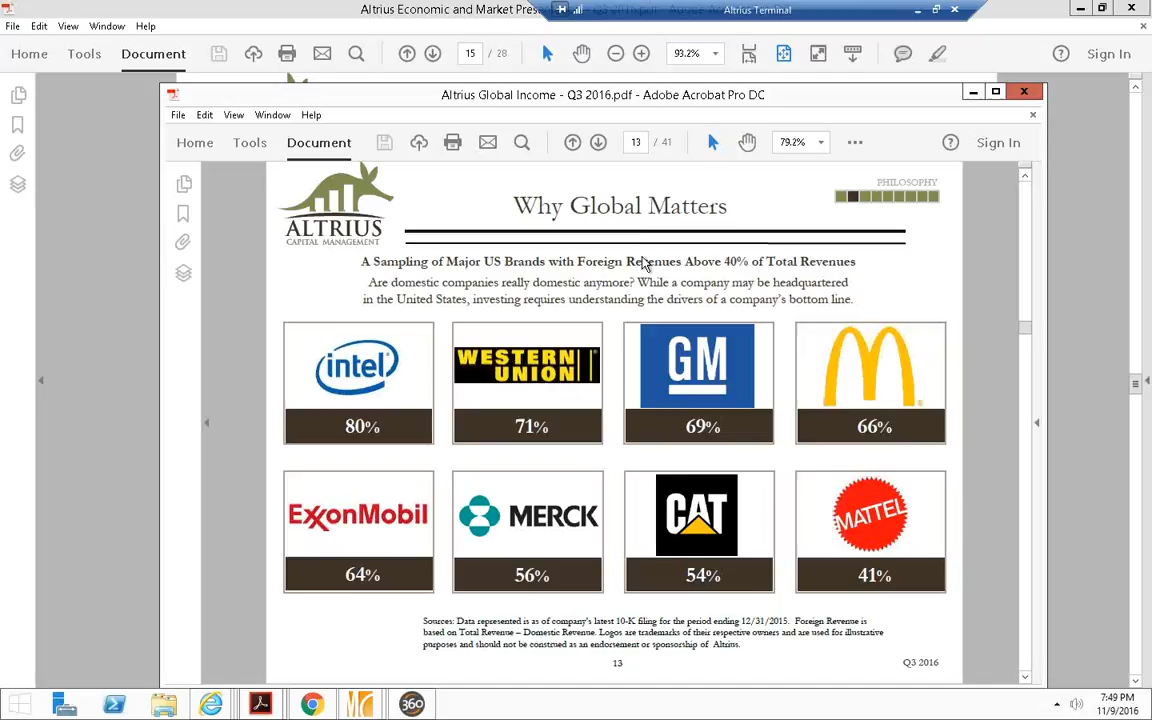 Altrius Economic and Market Pres
Altrius Terminal
File Edit View Window Help
Home Tools Document 15 / 28 93.2% Sign In
Altrius Global Income - Q3 2016.pdf - Adobe Acrobat Pro DC
File Edit View Window Help
Home Tools Document 13 / 41 79.2% Sign In
PHILOSOPHY
ALTRIUS
CAPITAL MANAGEMENT
Why Global Matters
A Sampling of Major US Brands with Foreign Revenues Above 40% of Total Revenues
Are domestic companies really domestic anymore? While a company may be headquartered
in the United States, investing requires understanding the drivers of a company's bottom line.
intel WESTERN UNION GM
80% 71% 69% 66%
ExxonMobil MERCK CAT MATTEL
64% 56% 54% 41%
Sources: Data represented is as of company's latest 10-K filing for the period ending 12/31/2015. Foreign Revenue is
based on Total Revenue – Domestic Revenue. Logos are trademarks of their respective owners and are used for illustrative
purposes and should not be construed as an endorsement or sponsorship of Altrius.
13 Q3 2016
360
7:49 PM
11/9/2016